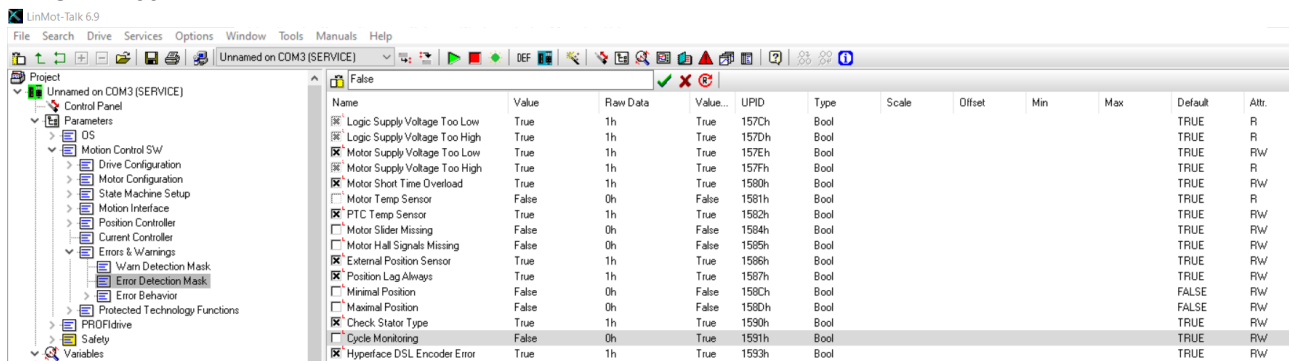 LinMot-Talk 6.9
File Search Drive Services Options Window Tools Manuals Help
Unnamed on COM3 (SERVICE) DEF
Project
Unnamed on COM3 (SERVICE)
Control Panel
Parameters
OS
Motion Control SW
Drive Configuration
Motor Configuration
State Machine Setup
Motion Interface
Position Controller
Current Controller
Errors & Warnings
Warn Detection Mask
Error Detection Mask
Error Behavior
Protected Technology Functions
PROFIdrive
Safety
Variables
False
Name Value Raw Data Value... UPID Type Scale Offset Min Max Default Attr.
Logic Supply Voltage Too Low True 1h True 157Ch Bool TRUE R
Logic Supply Voltage Too High True 1h True 157Dh Bool TRUE R
Motor Supply Voltage Too Low True 1h True 157Eh Bool TRUE RW
Motor Supply Voltage Too High True 1h True 157Fh Bool TRUE R
Motor Short Time Overload True 1h True 1580h Bool TRUE RW
Motor Temp Sensor False 0h False 1581h Bool TRUE R
PTC Temp Sensor True 1h True 1582h Bool TRUE RW
Motor Slider Missing False 0h False 1584h Bool TRUE RW
Motor Hall Signals Missing False 0h False 1585h Bool TRUE RW
External Position Sensor True 1h True 1586h Bool TRUE RW
Position Lag Always True 1h True 1587h Bool TRUE RW
Minimal Position False 0h False 158Ch Bool FALSE RW
Maximal Position False 0h False 158Dh Bool FALSE RW
Check Stator Type True 1h True 1590h Bool TRUE RW
Cycle Monitoring False 0h True 1591h Bool TRUE RW
Hyperface DSL Encoder Error True 1h True 1593h Bool TRUE RW